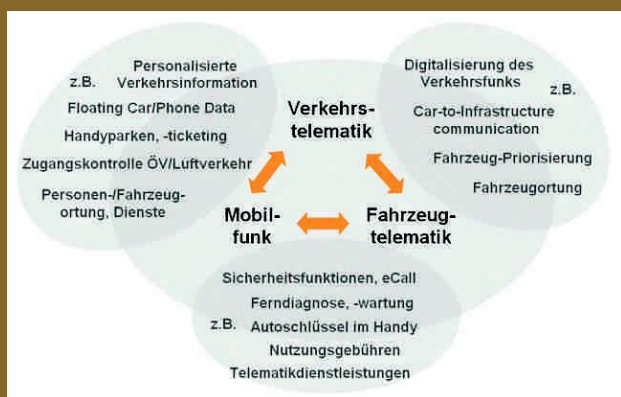 z.B.
Personalisierte
Verkehrsinformation
Floating Car/Phone Data
Handyparken, -ticketing
Zugangskontrolle ÖV/Luftverkehr
Personen-/Fahrzeug-
ortung, Dienste
Verkehrs-
telematik
Digitalisierung des
Verkehrsfunks
z.B.
Car-to-Infrastructure
communication
Fahrzeug-Priorisierung
Fahrzeugortung
Mobil-
funk
Fahrzeug-
telematik
Sicherheitsfunktionen, eCall
Ferndiagnose, -wartung
z.B. Autoschlüssel im Handy
Nutzungsgebühren
Telematikdienstleistungen